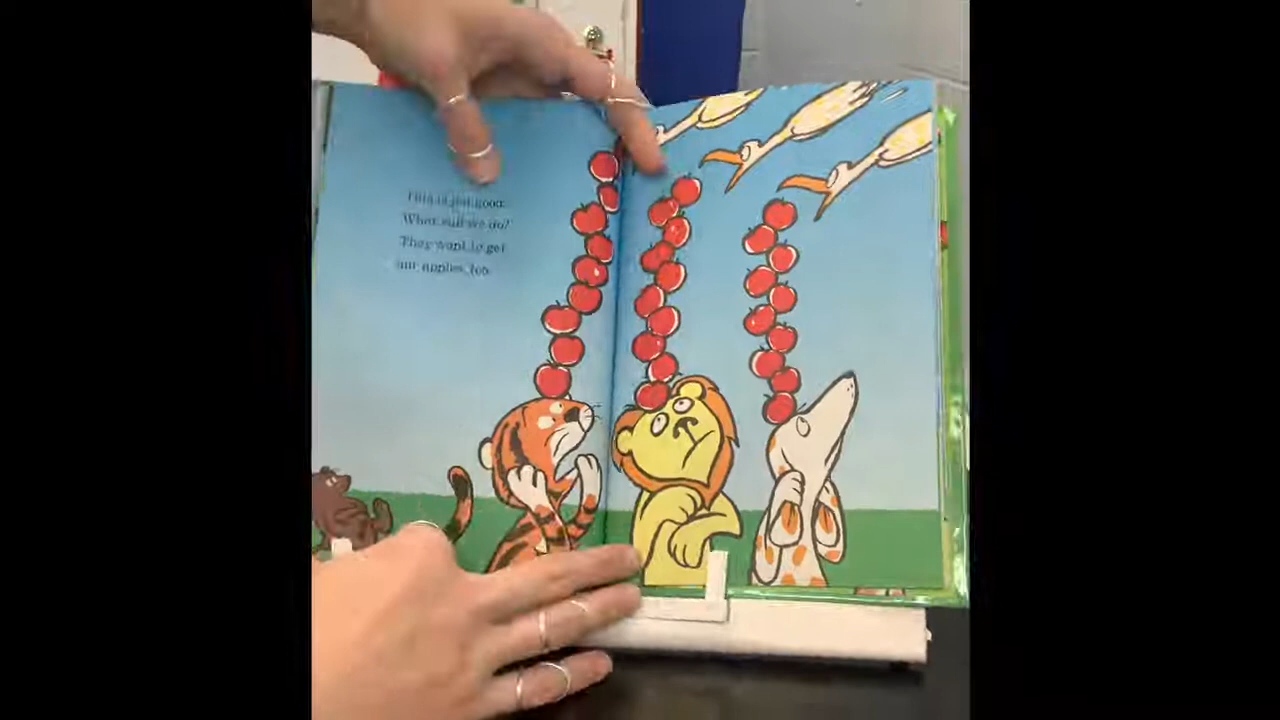 This is not good.
What will we do?
They want to get
our apples, too.